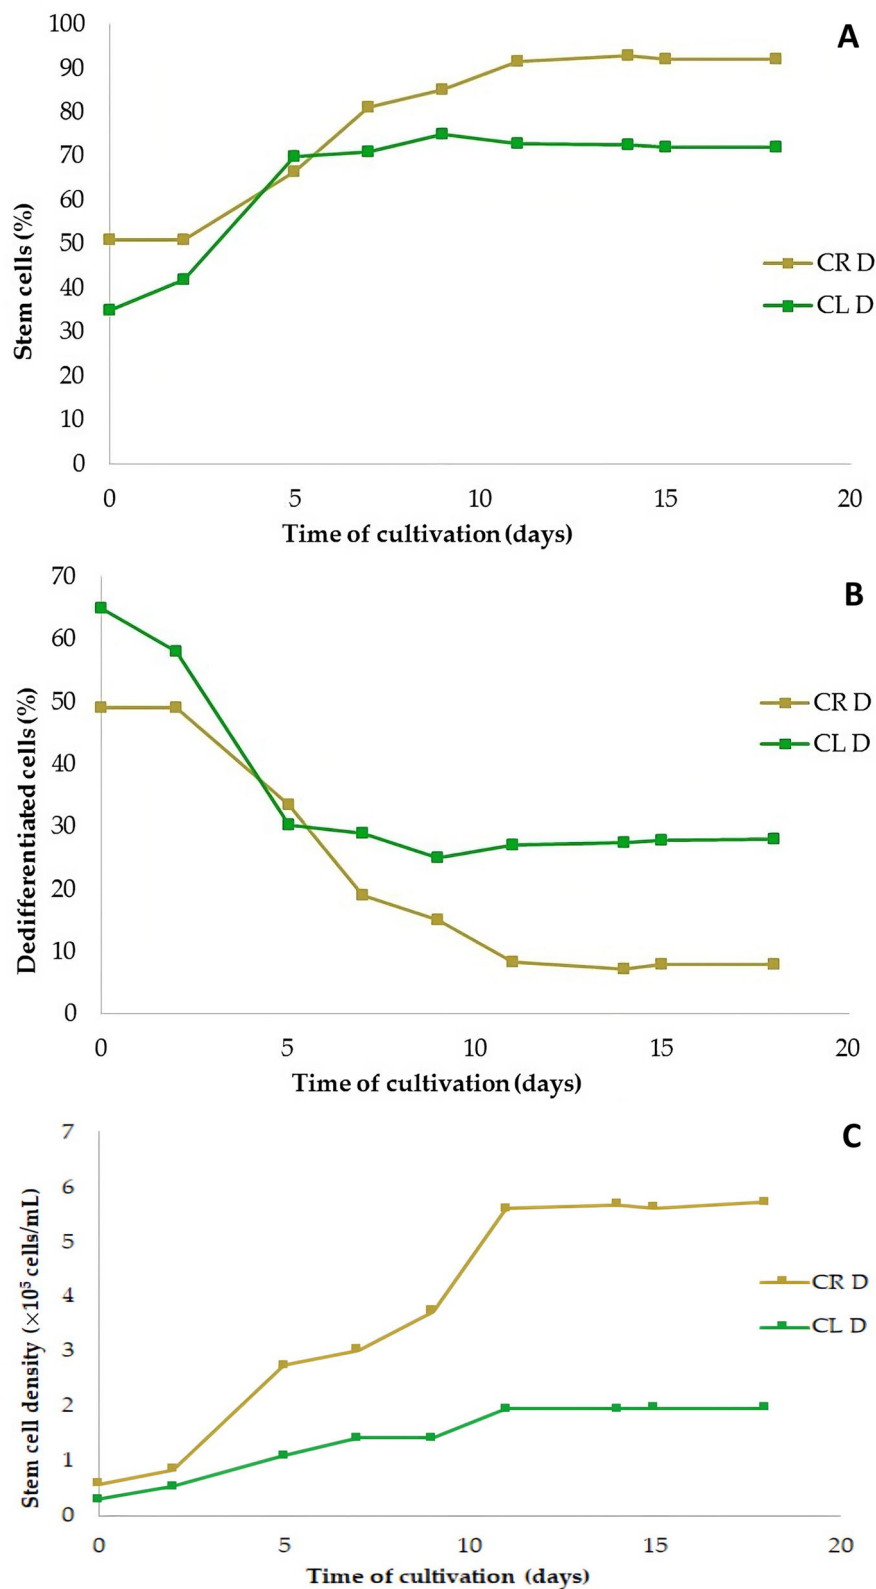 A
100
90
80
70
60
50
40
30
20
10
0
Stem cells (%)
CR D
CL D
0 5 10 15 20
Time of cultivation (days)
B
70
60
50
40
30
20
10
0
Dedifferentiated cells (%)
CR D
CL D
0 5 10 15 20
Time of cultivation (days)
C
7
6
5
4
3
2
1
0
Stem cell density (×10⁵ cells/mL)
CR D
CL D
0 5 10 15 20
Time of cultivation (days)